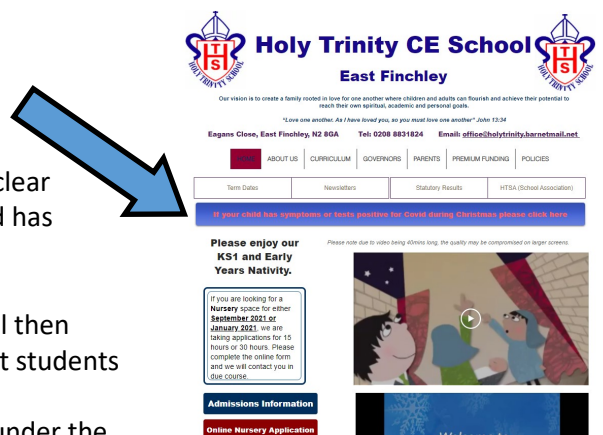 Holy Trinity CE School
East Finchley
Our vision is to create a family rooted in love for one another where children and adults can flourish and achieve their potential to
reach their own spiritual, academic and personal goals.
"Love one another. As I have loved you, so you must love one another" John 13:34
Eagans Close, East Finchley, N2 8GA Tel: 0208 8831824 Email: office@holytrinity.barnetmail.net
HOME ABOUT US CURRICULUM GOVERNORS PARENTS PREMIUM FUNDING POLICIES
Term Dates Newsletters Statutory Results HTSA (School Association)
If your child has symptoms or tests positive for Covid during Christmas please click here
clear
d has
l then
t students
under the
Please enjoy our
KS1 and Early
Years Nativity.
Please note due to video being 40mins long, the quality may be compromised on larger screens.
If you are looking for a
Nursery space for either
September 2021 or
January 2021, we are
taking applications for 15
hours or 30 hours. Please
complete the online form
and we will contact you in
due course.
Admissions Information
Online Nursery Application